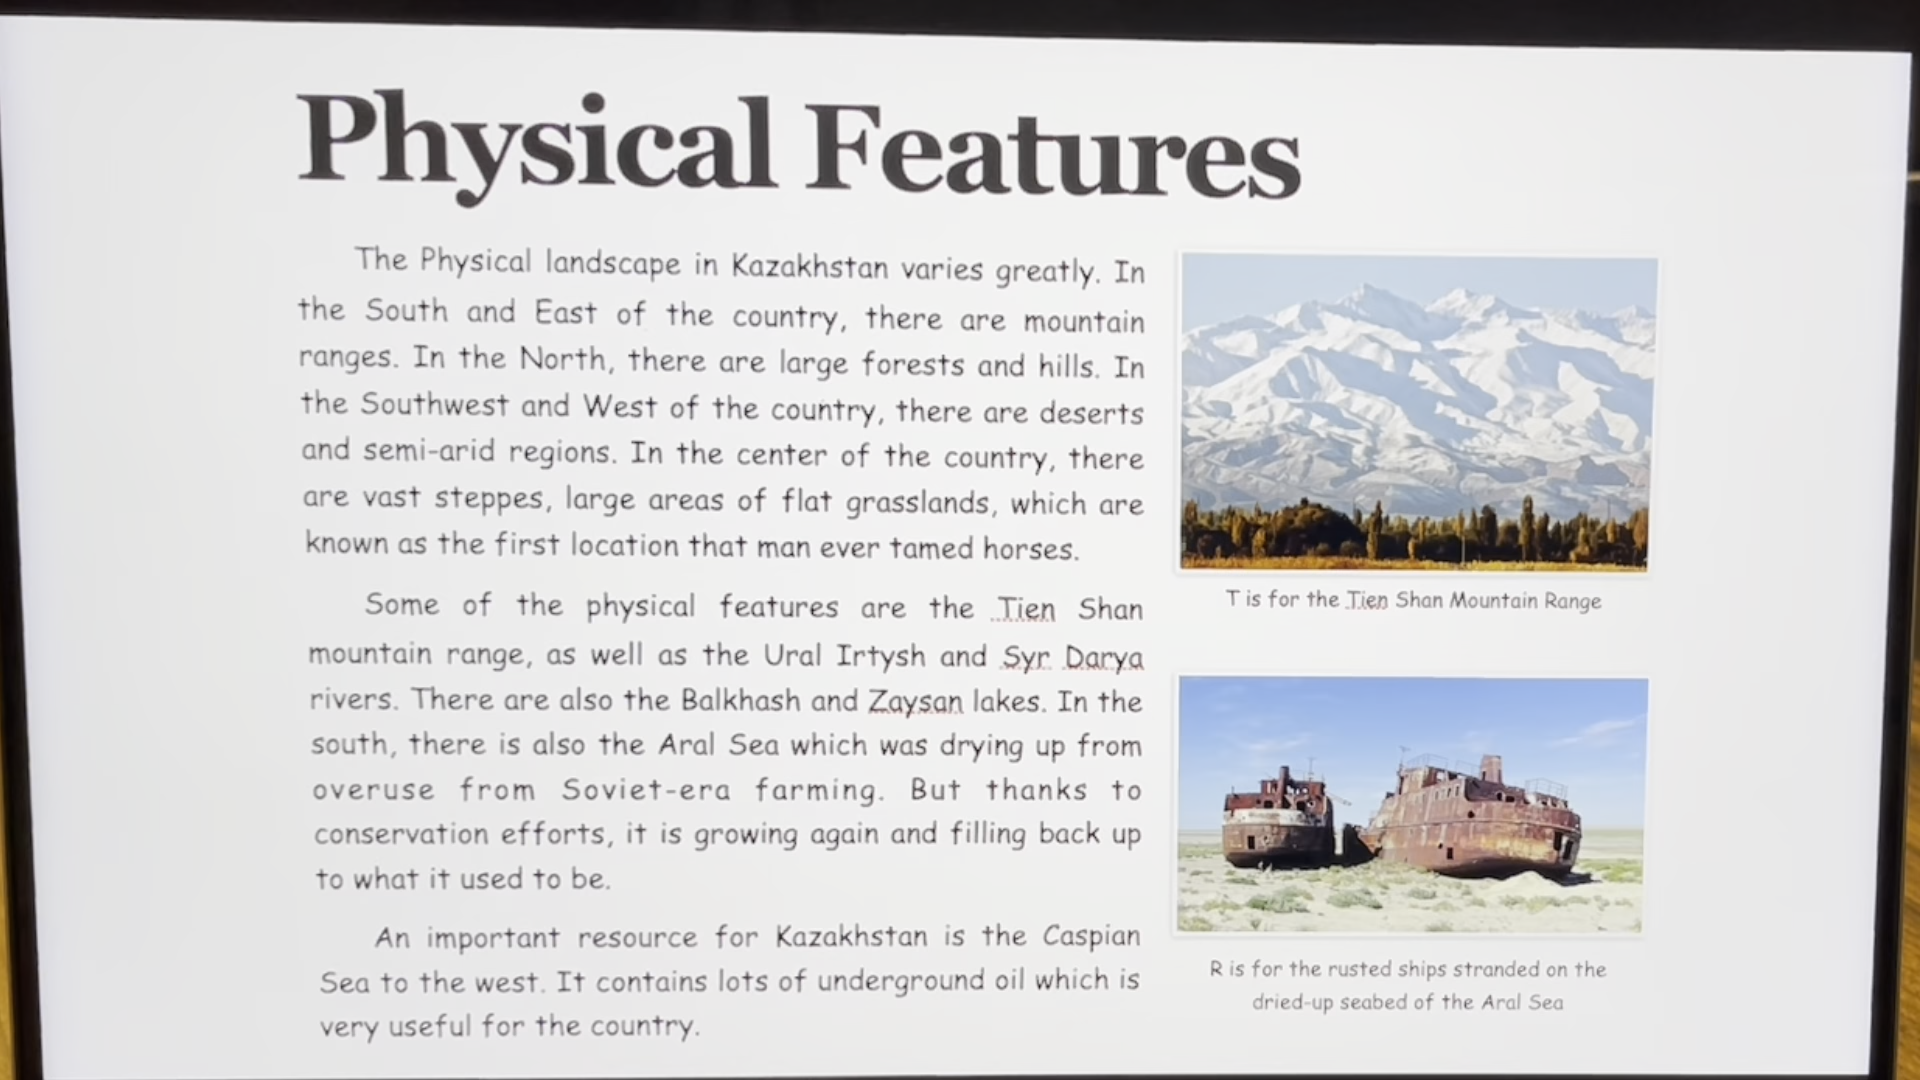 Physical Features
The Physical landscape in Kazakhstan varies greatly. In
the South and East of the country, there are mountain
ranges. In the North, there are large forests and hills. In
the Southwest and West of the country, there are deserts
and semi-arid regions. In the center of the country, there
are vast steppes, large areas of flat grasslands, which are
known as the first location that man ever tamed horses.
Some of the physical features are the Tien Shan
mountain range, as well as the Ural Irtysh and Syr Darya
rivers. There are also the Balkhash and Zaysan lakes. In the
south, there is also the Aral Sea which was drying up from
overuse from Soviet-era farming. But thanks to
conservation efforts, it is growing again and filling back up
to what it used to be.
An important resource for Kazakhstan is the Caspian
Sea to the west. It contains lots of underground oil which is
very useful for the country.
T is for the Tien Shan Mountain Range
R is for the rusted ships stranded on the
dried-up seabed of the Aral Sea